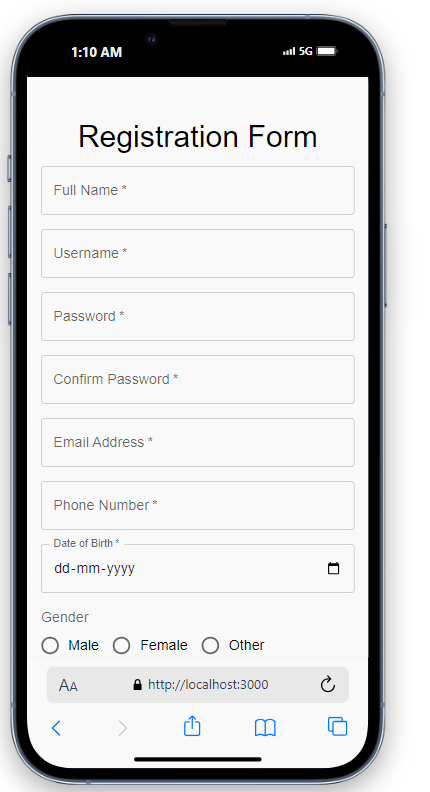 1:10 AM 5G
Registration Form
Full Name *
Username *
Password *
Confirm Password *
Email Address *
Phone Number *
Date of Birth *
dd-mm-yyyy
Gender
Male Female Other
AA http://localhost:3000